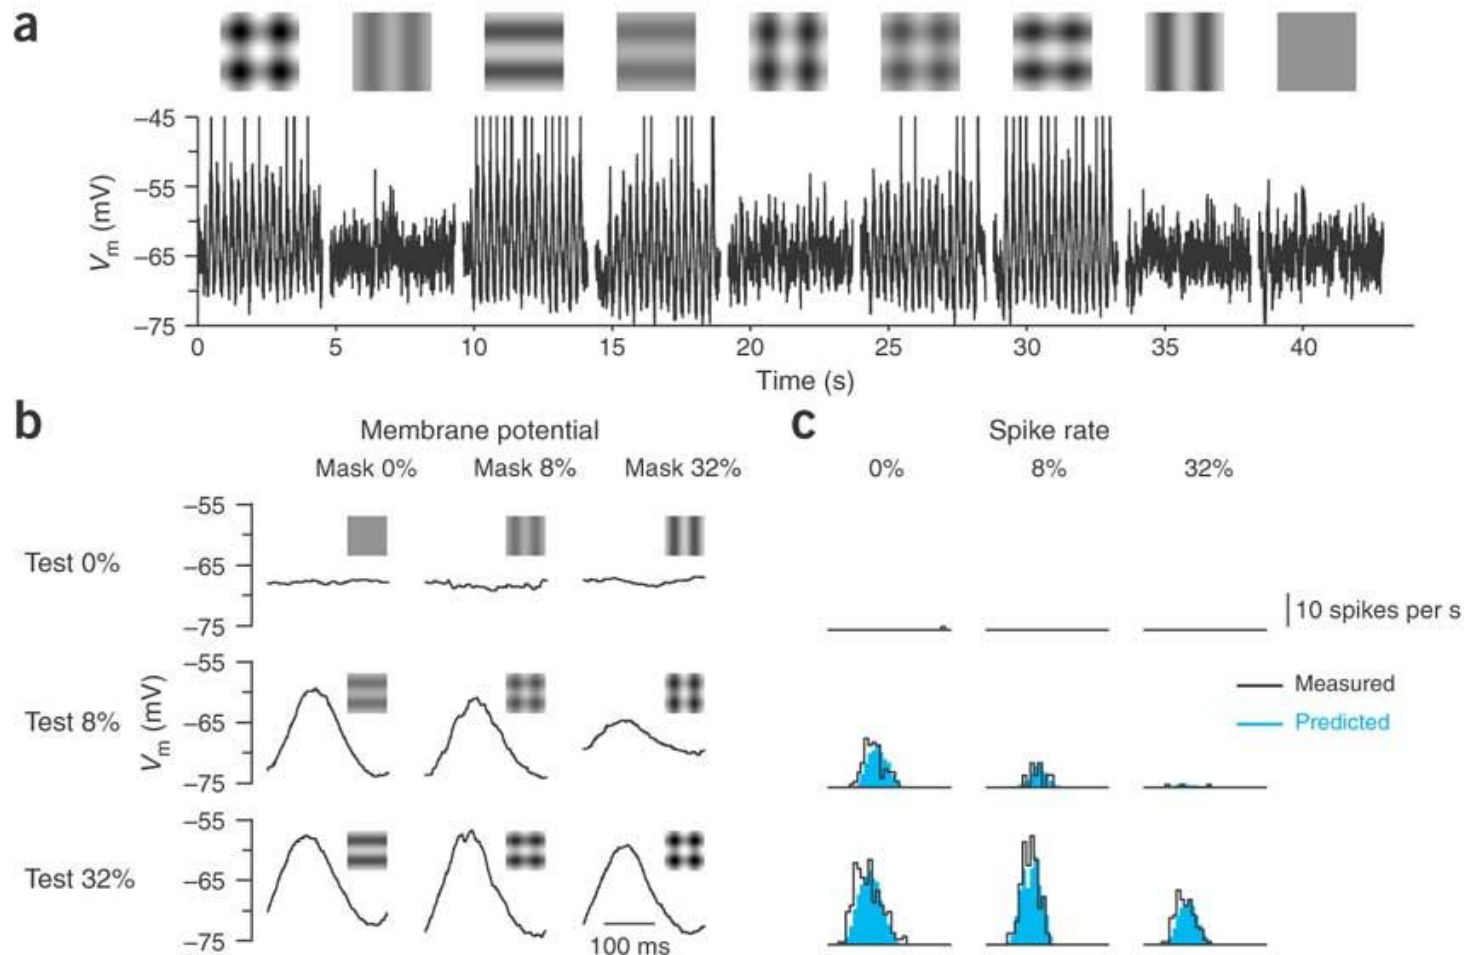 a
−45
−55
−65
−75
Vm (mV)
0 5 10 15 20 25 30 35 40
Time (s)
b
Membrane potential
Mask 0% Mask 8% Mask 32%
Test 0%
−55
−65
−75
Test 8%
−55
−65
−75
Vm (mV)
Test 32%
−55
−65
−75
100 ms
c
Spike rate
0% 8% 32%
10 spikes per s
Measured
Predicted